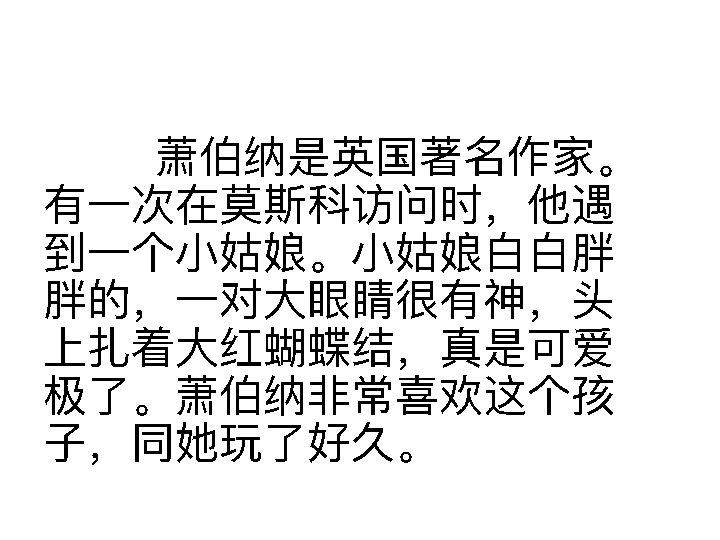 萧伯纳是英国著名作家。
有一次在莫斯科访问时，他遇
到一个小姑娘。小姑娘白白胖
胖的，一对大眼睛很有神，头
上扎着大红蝴蝶结，真是可爱
极了。萧伯纳非常喜欢这个孩
子，同她玩了好久。